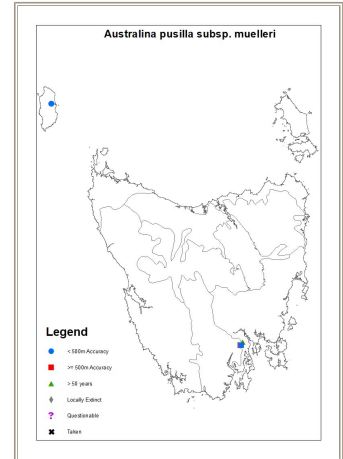 Australina pusilla subsp. muelleri
Legend
< 500m Accuracy
>= 500m Accuracy
> 50 years
Locally Extinct
Questionable
Taken